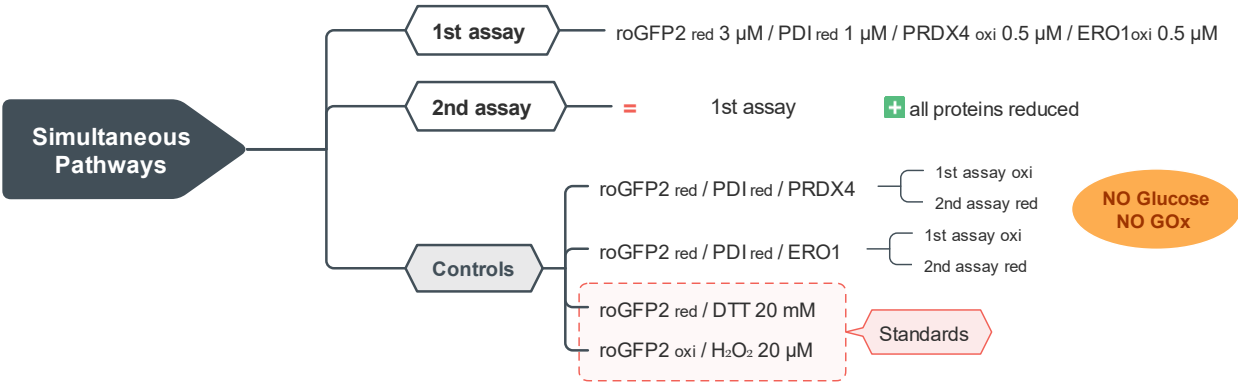 Simultaneous
Pathways
1st assay
roGFP2 red 3 µM / PDI red 1 µM / PRDX4 oxi 0.5 µM / ERO1 oxi 0.5 µM
2nd assay
= 1st assay + all proteins reduced
Controls
roGFP2 red / PDI red / PRDX4
1st assay oxi
2nd assay red
roGFP2 red / PDI red / ERO1
1st assay oxi
2nd assay red
NO Glucose
NO GOx
roGFP2 red / DTT 20 mM
roGFP2 oxi / H₂O₂ 20 µM
Standards